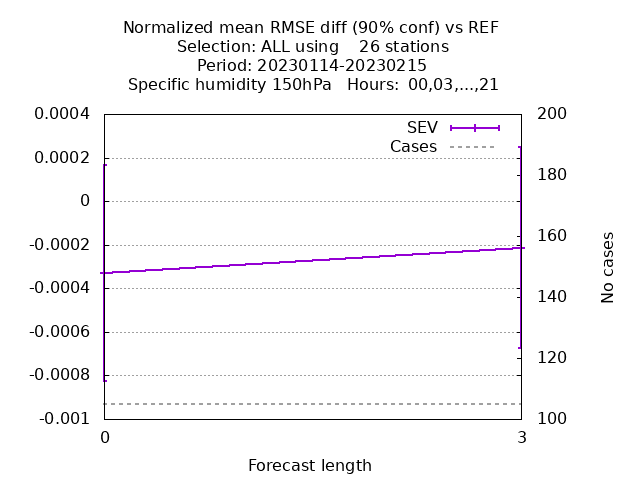 Normalized mean RMSE diff (90% conf) vs REF
Selection: ALL using    26 stations
Period: 20230114-20230215
Specific humidity 150hPa   Hours:  00,03,...,21
SEV
Cases
0.0004
0.0002
0
-0.0002
-0.0004
-0.0006
-0.0008
-0.001
200
180
160
140
120
100
No cases
0
3
Forecast length